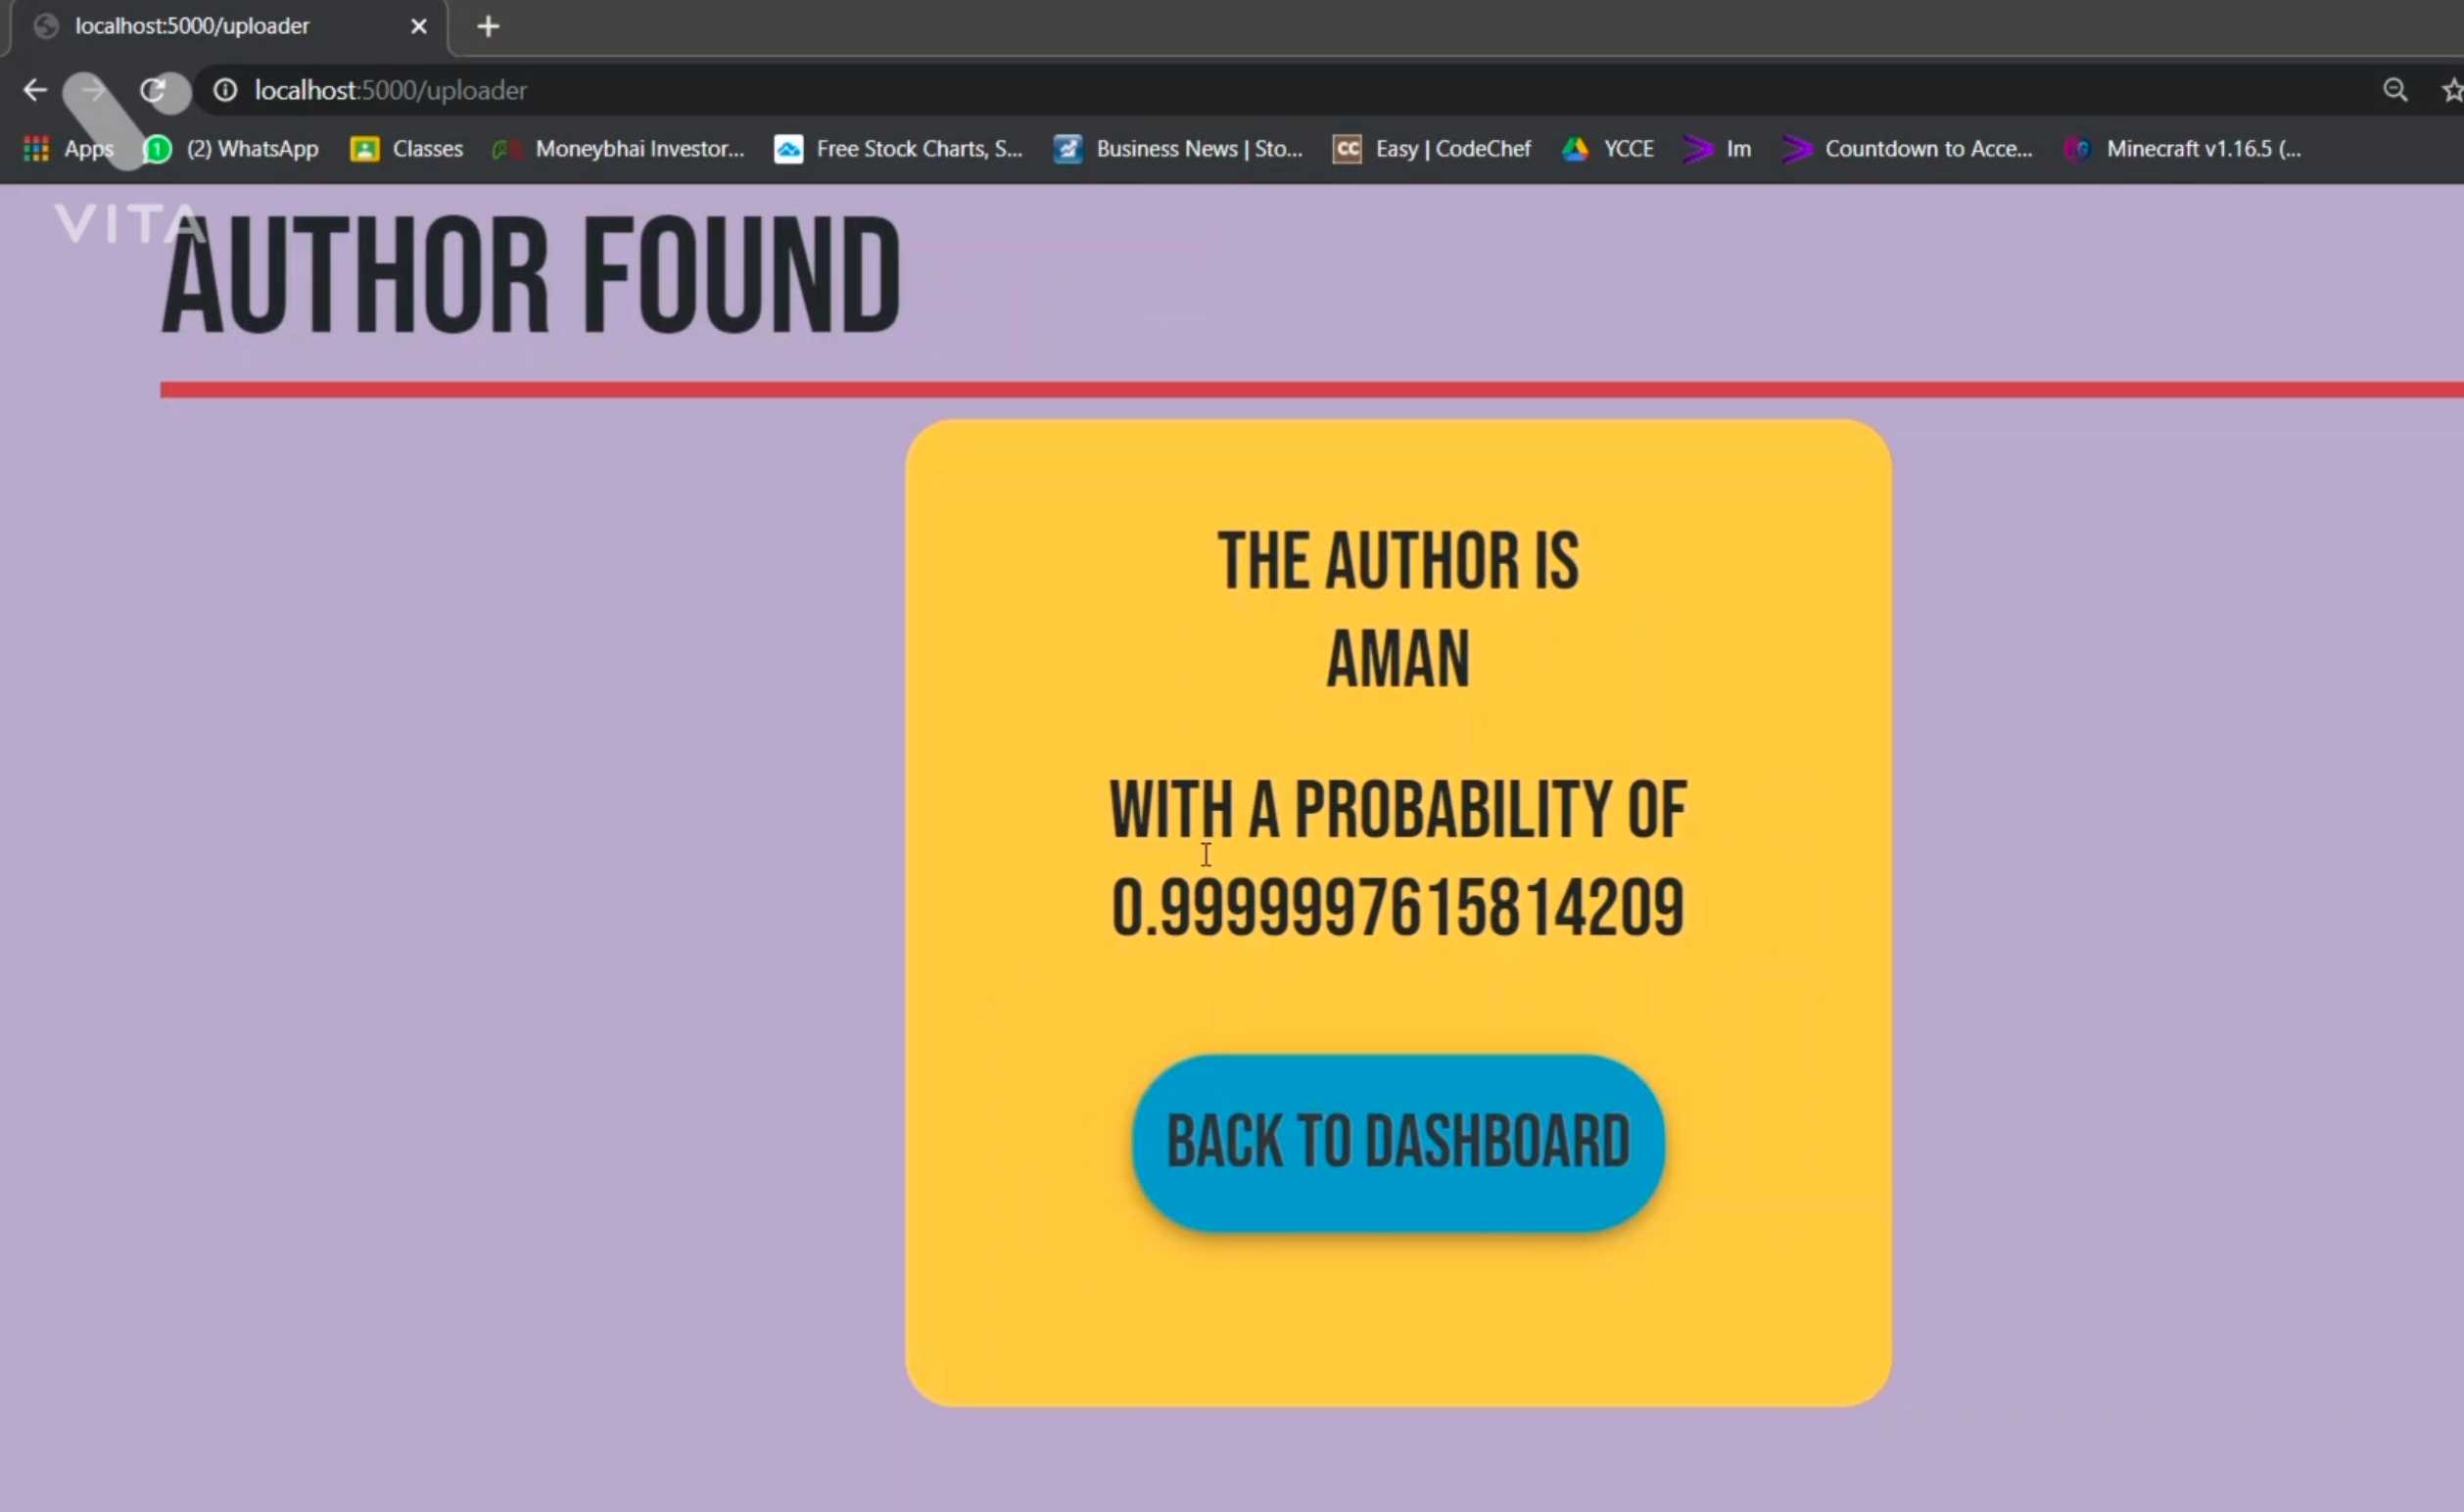 localhost:5000/uploader
localhost:5000/uploader
Apps
(2) WhatsApp
Classes
Moneybhai Investor...
Free Stock Charts, S...
Business News | Sto...
CC
Easy | CodeChef
YCCE
Im
Countdown to Acce...
Minecraft v1.16.5 (...
VITA
AUTHOR FOUND
THE AUTHOR IS
AMAN
WITH A PROBABILITY OF
0.9999997615814209
BACK TO DASHBOARD